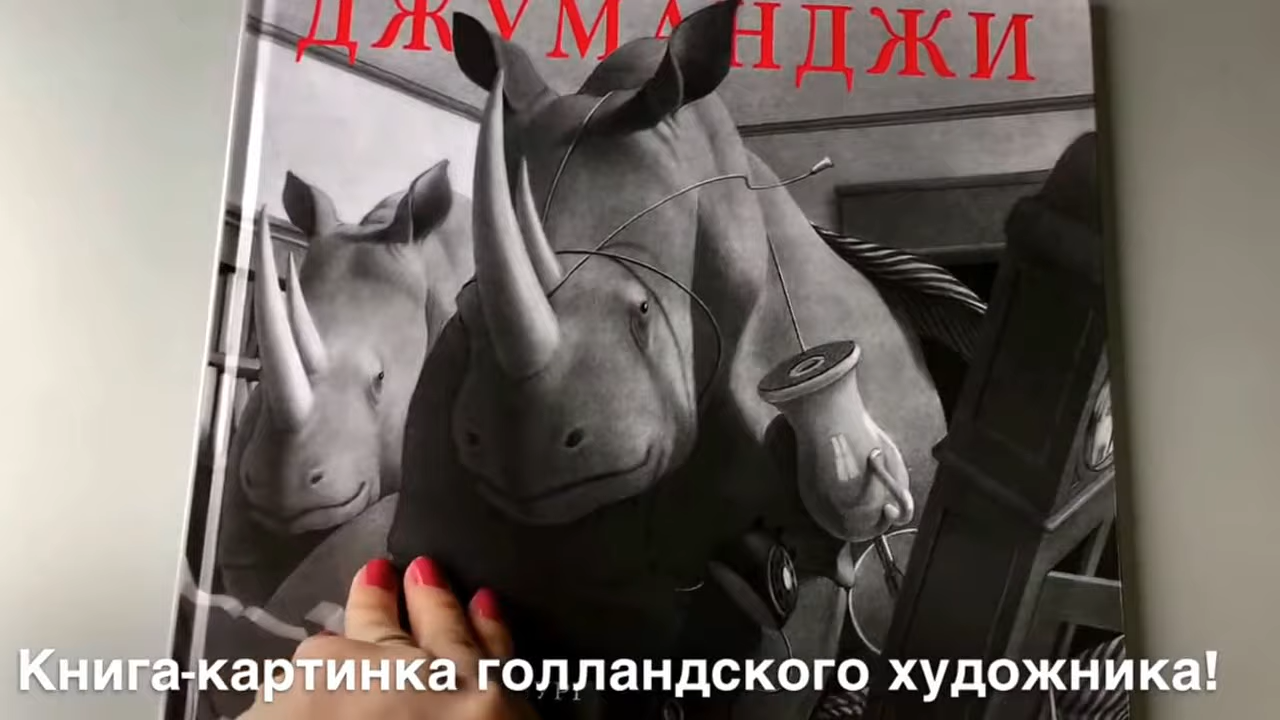 ДЖУМАНДЖИ
Книга-картинка голландского художника!